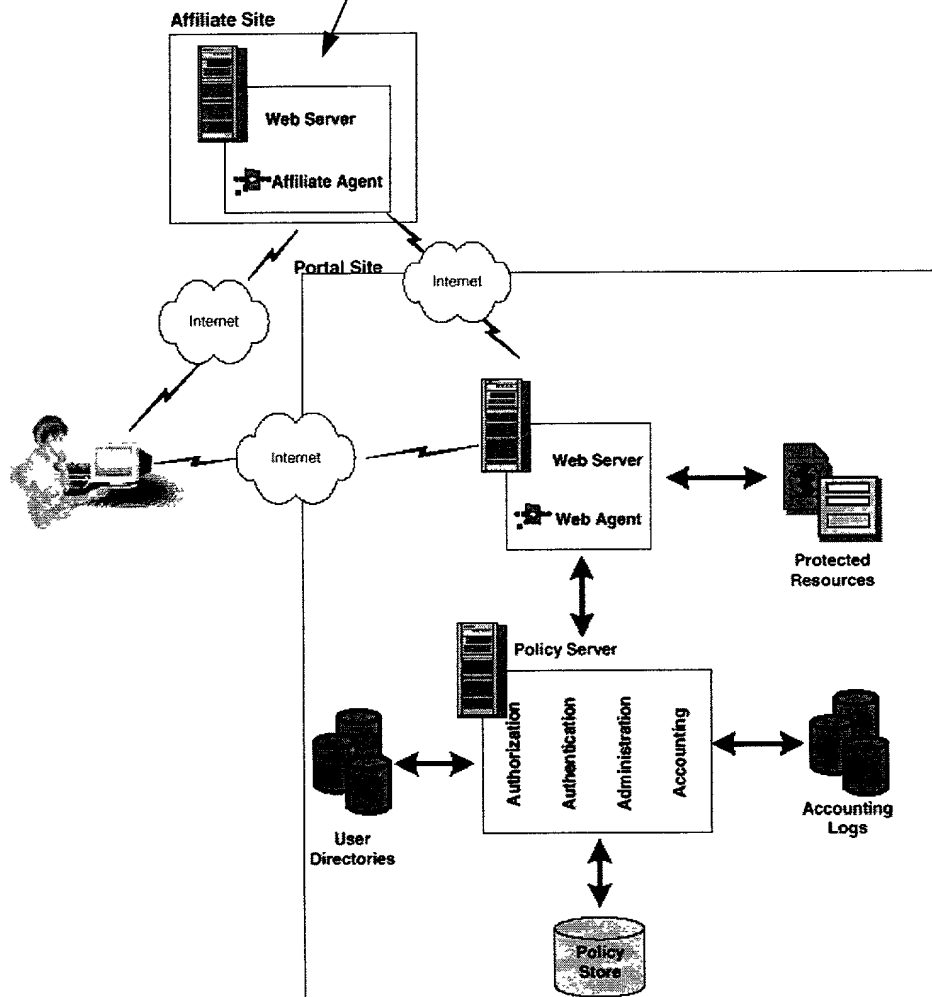 Affiliate Site
Web Server
Affiliate Agent
Portal Site
Internet
Internet
Internet
Web Server
Web Agent
Protected
Resources
Policy Server
Authorization
Authentication
Administration
Accounting
User
Directories
Accounting
Logs
Policy
Store